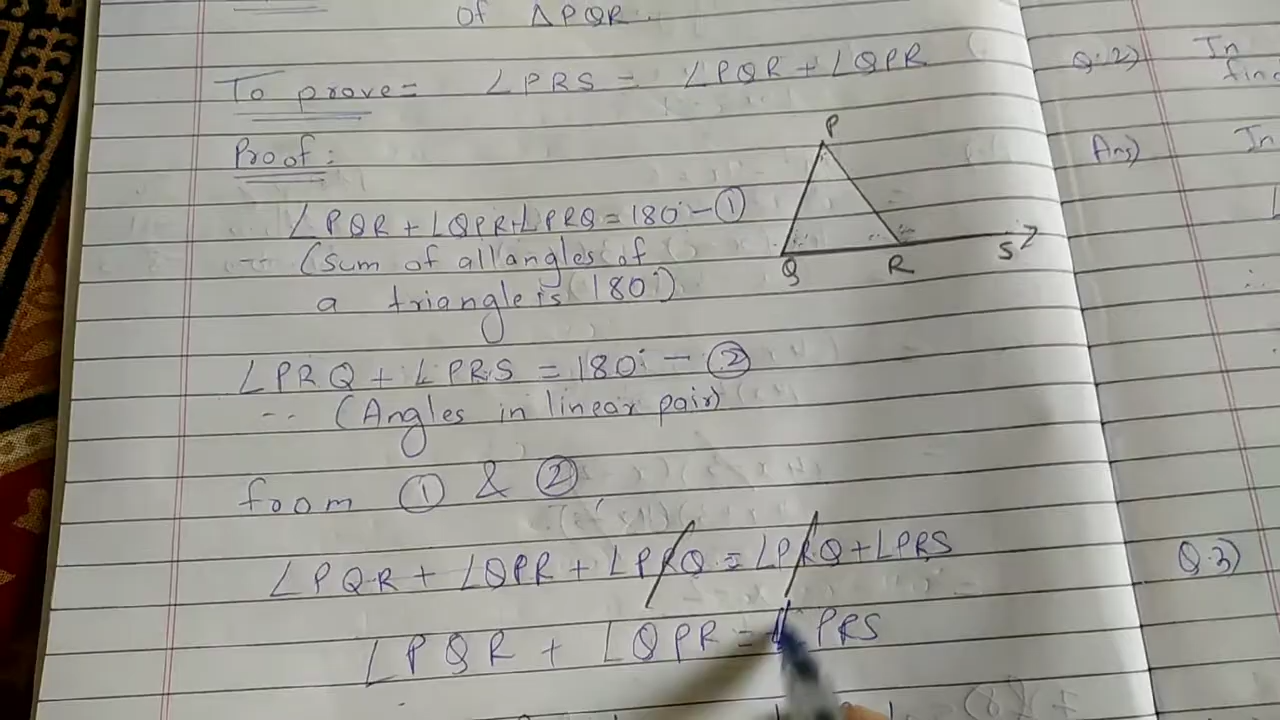 of △PQR.
To prove= ∠PRS = ∠PQR + ∠QPR
Proof:
∠PQR + ∠QPR + ∠PRQ = 180° - ①
-- (Sum of all angles of
a triangle is 180°)
P
Q R S
∠PRQ + ∠PRS = 180° - ②
-- (Angles in linear pair)
from ① & ②
∠PQR + ∠QPR + ∠PRQ = ∠PRQ + ∠PRS
∠PQR + ∠QPR = ∠PRS
Q.2) In
Ans) In
Q.3)